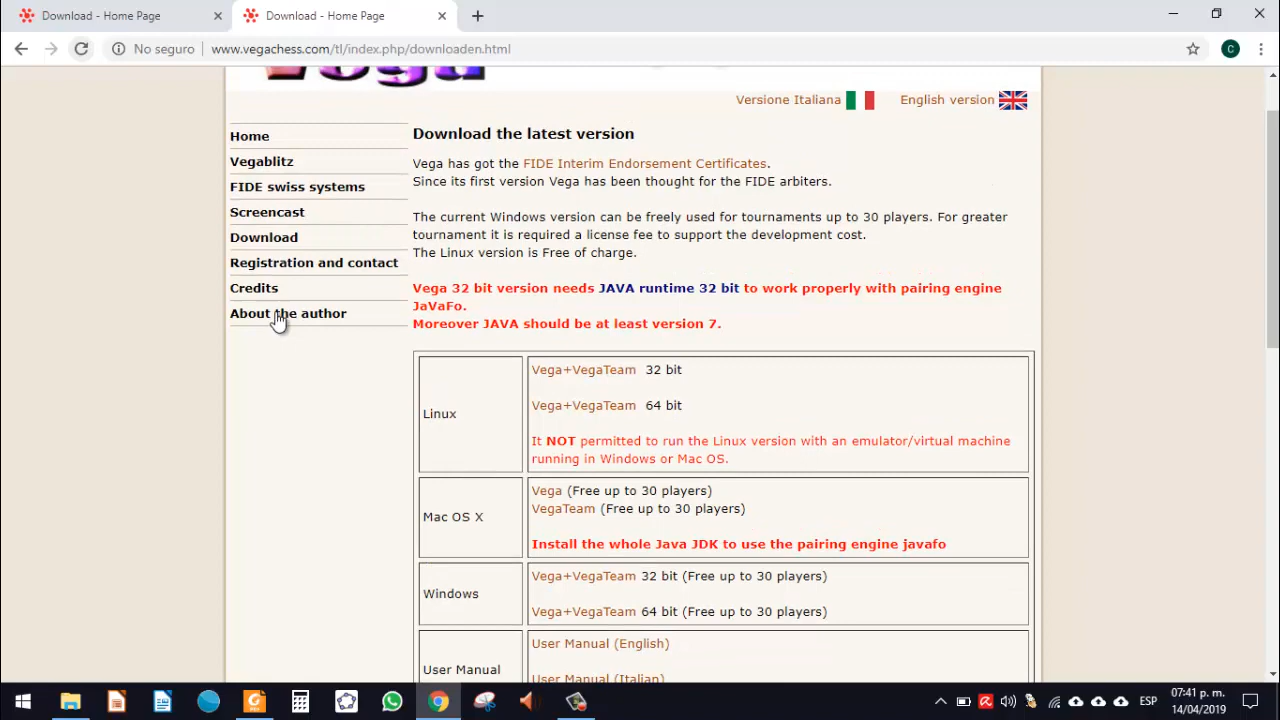 Download - Home Page
Download - Home Page
No seguro
www.vegachess.com/tl/index.php/downloaden.html
C
Vega
Versione Italiana
English version
Home
Vegablitz
FIDE swiss systems
Screencast
Download
Registration and contact
Credits
About the author
Download the latest version
Vega has got the FIDE Interim Endorsement Certificates.
Since its first version Vega has been thought for the FIDE arbiters.
The current Windows version can be freely used for tournaments up to 30 players. For greater
tournament it is required a license fee to support the development cost.
The Linux version is Free of charge.
Vega 32 bit version needs JAVA runtime 32 bit to work properly with pairing engine
JaVaFo.
Moreover JAVA should be at least version 7.
Linux
Vega+VegaTeam 32 bit
Vega+VegaTeam 64 bit
It NOT permitted to run the Linux version with an emulator/virtual machine
running in Windows or Mac OS.
Mac OS X
Vega (Free up to 30 players)
VegaTeam (Free up to 30 players)
Install the whole Java JDK to use the pairing engine javafo
Windows
Vega+VegaTeam 32 bit (Free up to 30 players)
Vega+VegaTeam 64 bit (Free up to 30 players)
User Manual
User Manual (English)
User Manual (Italian)
ESP
07:41 p. m.
14/04/2019